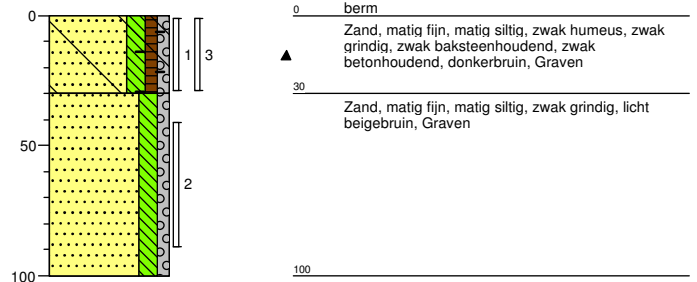 0
50
100
1
3
2
0
berm
Zand, matig fijn, matig siltig, zwak humeus, zwak
grindig, zwak baksteenhoudend, zwak
betonhoudend, donkerbruin, Graven
30
Zand, matig fijn, matig siltig, zwak grindig, licht
beigebruin, Graven
100